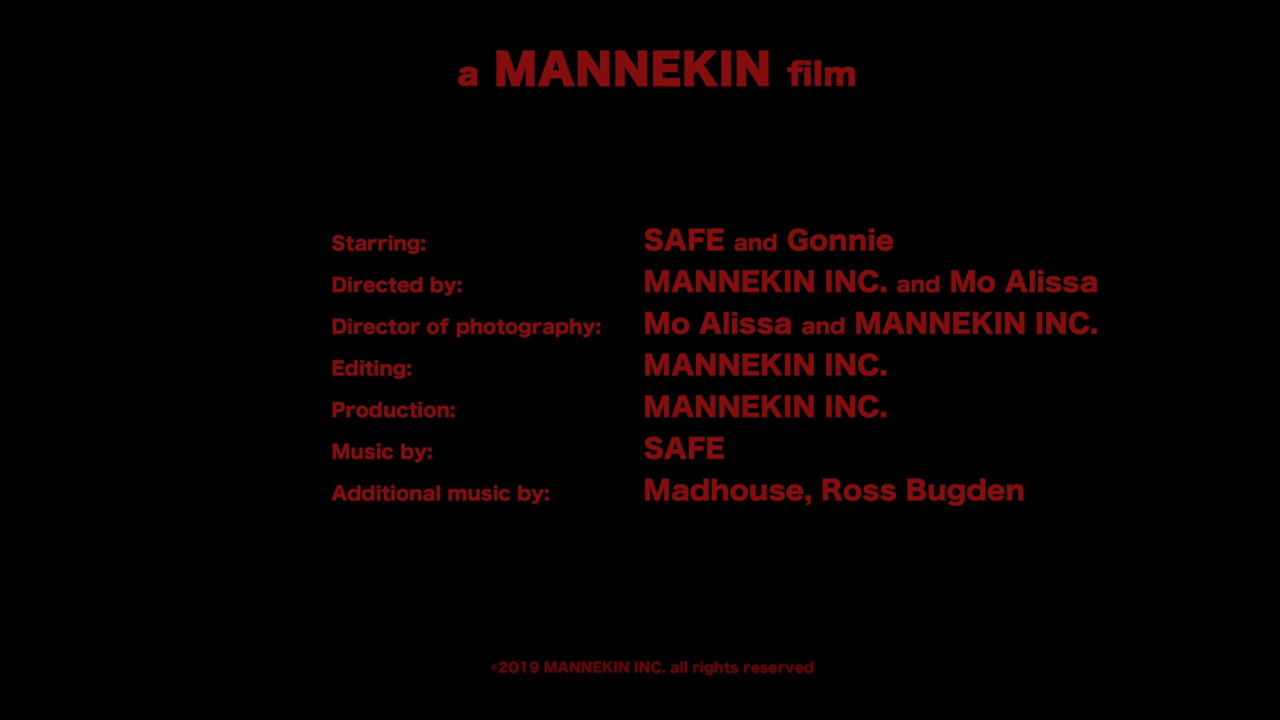 a MANNEKIN film
Starring: SAFE and Gonnie
Directed by: MANNEKIN INC. and Mo Alissa
Director of photography: Mo Alissa and MANNEKIN INC.
Editing: MANNEKIN INC.
Production: MANNEKIN INC.
Music by: SAFE
Additional music by: Madhouse, Ross Bugden
©2019 MANNEKIN INC. all rights reserved